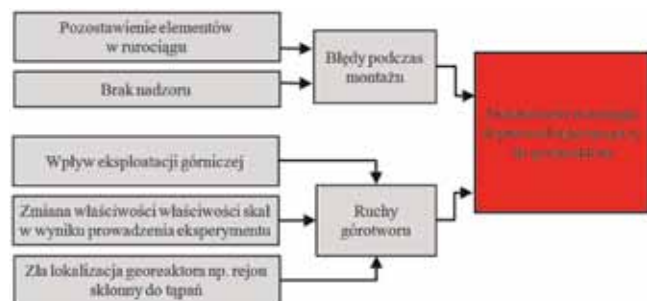 Pozostawienie elementów
w rurociągu
Brak nadzoru
Błędy podczas
montażu
Wpływ eksploatacji górniczej
Zmiana właściwości właściwości skał
w wyniku prowadzenia eksperymentu
Zła lokalizacja georeaktora np. rejon
skłonny do tąpań
Ruchy
górotworu